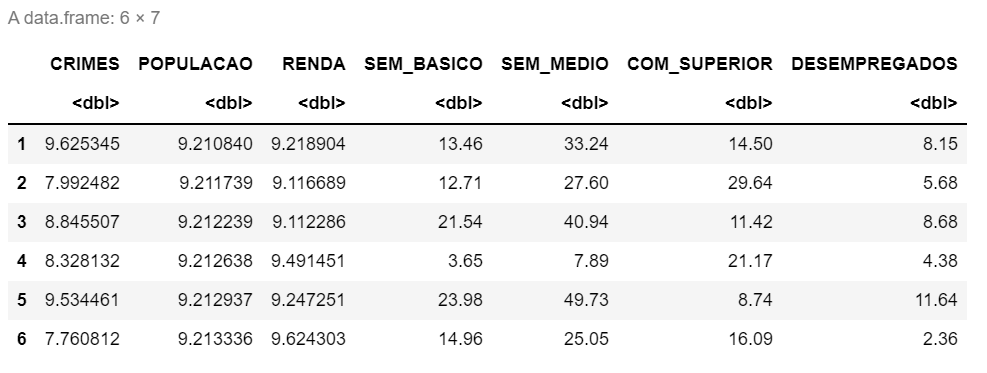 A data.frame: 6 × 7
CRIMES POPULACAO RENDA SEM_BASICO SEM_MEDIO COM_SUPERIOR DESEMPREGADOS
<dbl> <dbl> <dbl> <dbl> <dbl> <dbl> <dbl>
1 9.625345 9.210840 9.218904 13.46 33.24 14.50 8.15
2 7.992482 9.211739 9.116689 12.71 27.60 29.64 5.68
3 8.845507 9.212239 9.112286 21.54 40.94 11.42 8.68
4 8.328132 9.212638 9.491451 3.65 7.89 21.17 4.38
5 9.534461 9.212937 9.247251 23.98 49.73 8.74 11.64
6 7.760812 9.213336 9.624303 14.96 25.05 16.09 2.36